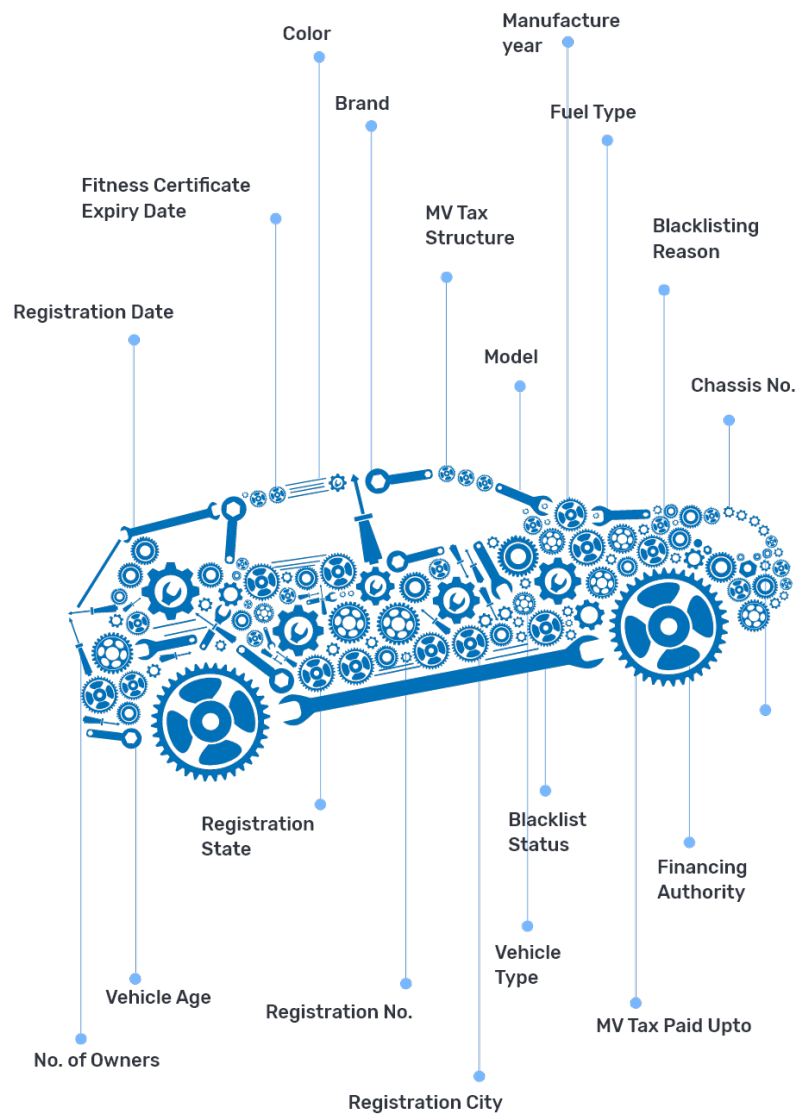 Manufacture
year
Color
Brand
Fuel Type
Fitness Certificate
Expiry Date
MV Tax
Structure
Blacklisting
Reason
Registration Date
Model
Chassis No.
Registration
State
Blacklist
Status
Financing
Authority
Vehicle
Type
Vehicle Age
Registration No.
MV Tax Paid Upto
No. of Owners
Registration City